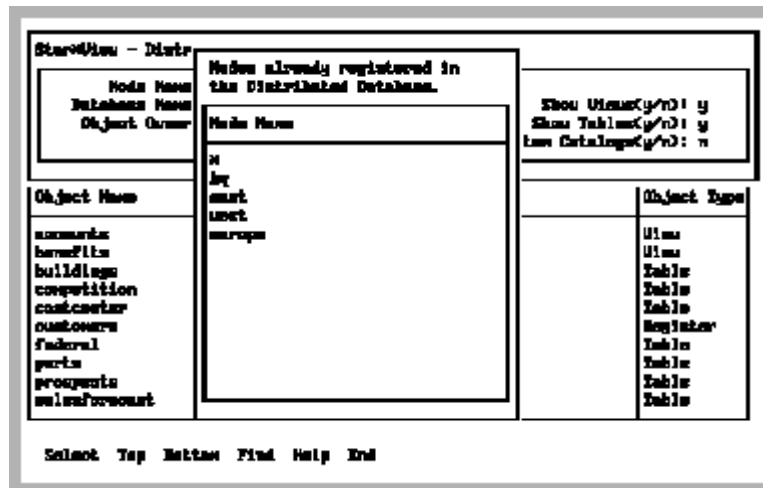 Star*View - Distr
Nodes already registered in
the Distributed Database.
Node Name
Database Name
Object Owner
Node Name
Show Views(y/n): y
Show Tables(y/n): y
tem Catalogs(y/n): n
hq
east
west
europe
Object Name
Object Type
accounts View
benefits View
buildings Table
competition Table
costcenter Table
customers Register
federal Table
parts Table
prospects Table
salesforecast Table
Select Top Bottom Find Help End